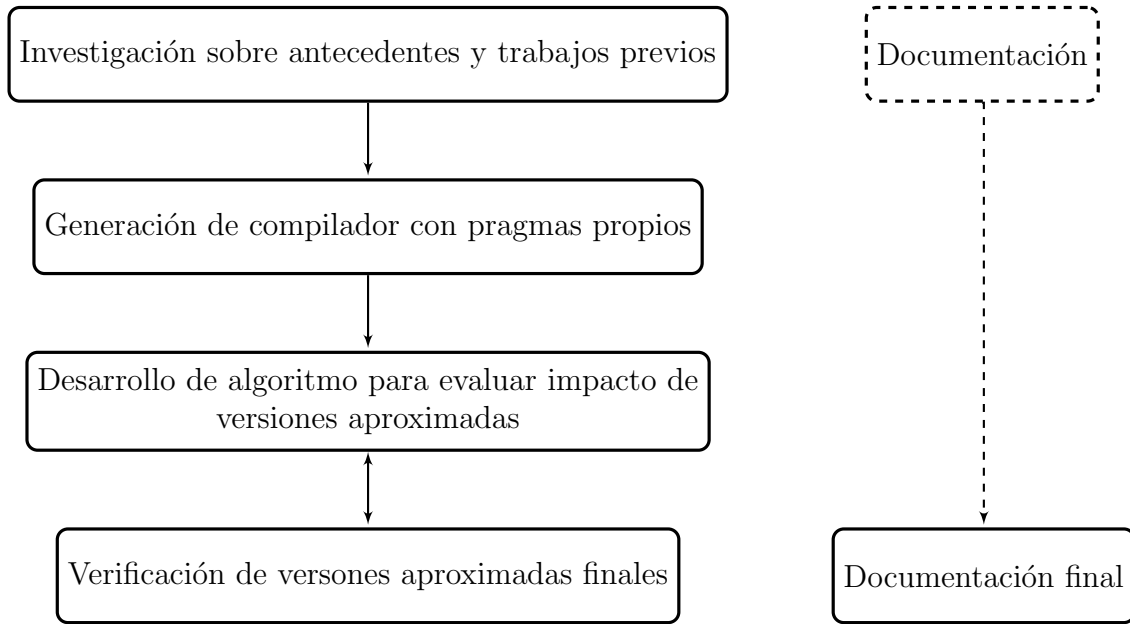 Investigación sobre antecedentes y trabajos previos
Documentación
Generación de compilador con pragmas propios
Desarrollo de algoritmo para evaluar impacto de
versiones aproximadas
Verificación de versones aproximadas finales
Documentación final